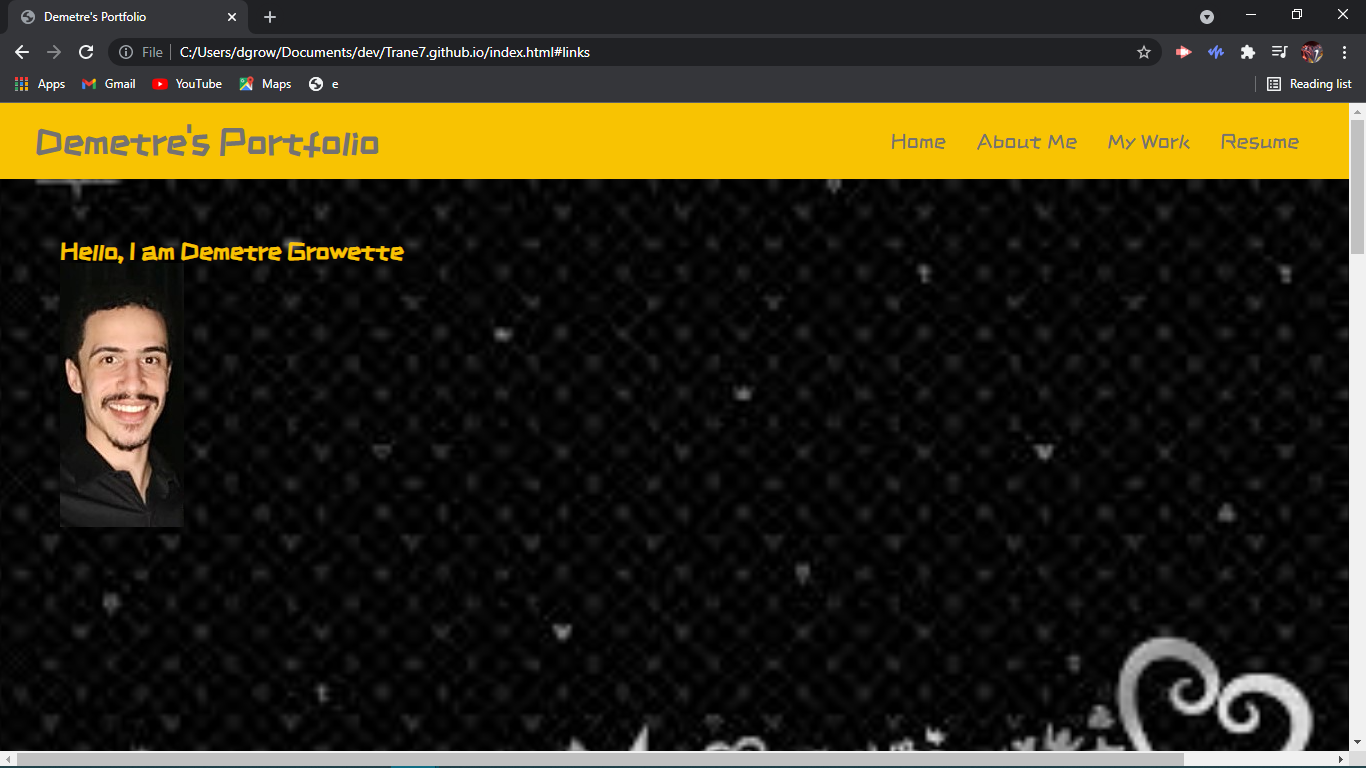 Demetre's Portfolio
File C:/Users/dgrow/Documents/dev/Trane7.github.io/index.html#links
Apps Gmail YouTube Maps e Reading list
Demetre's Portfolio Home About Me My Work Resume
Hello, I am Demetre Growette